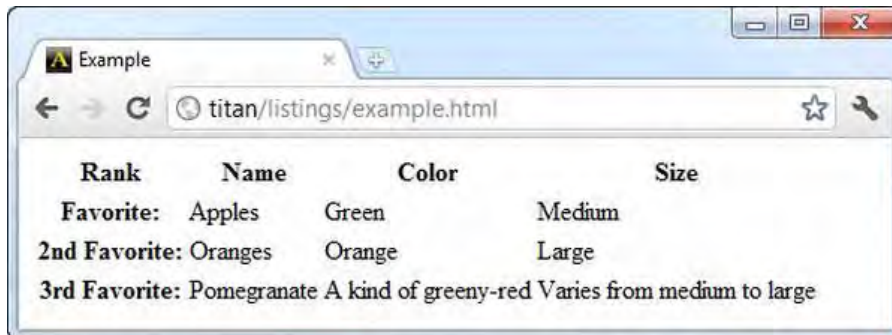 Example
titan/listings/example.html
Rank Name Color Size
Favorite: Apples Green Medium
2nd Favorite: Oranges Orange Large
3rd Favorite: Pomegranate A kind of greeny-red Varies from medium to large